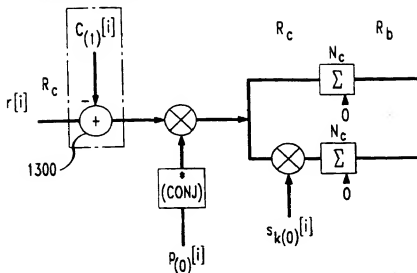 C(1)[i]
Rc
Rc
Rb
Nc
r[i]
−
+
Σ
0
1300
*
(CONJ)
Nc
Σ
0
p(0)[i]
sk(0)[i]